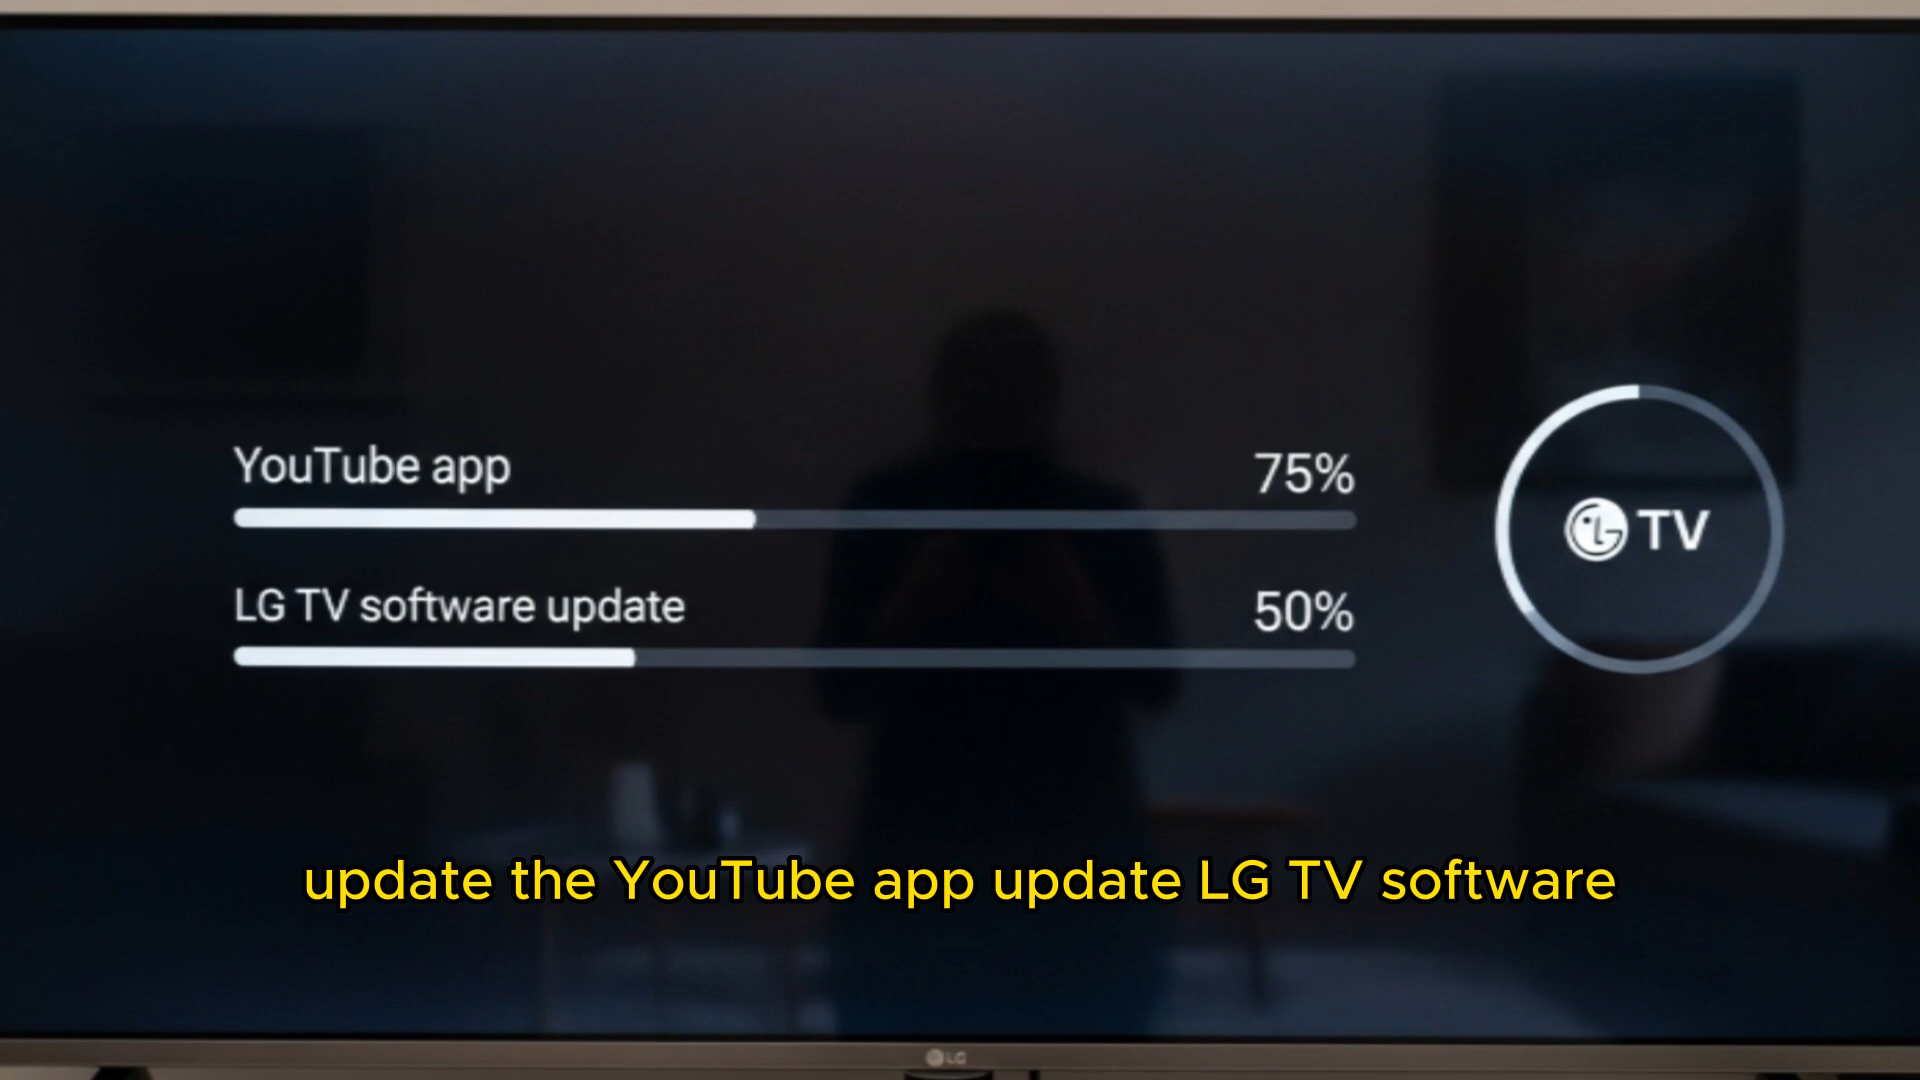 YouTube app
75%
LG TV software update
50%
LG TV
update the YouTube app update LG TV software
LG